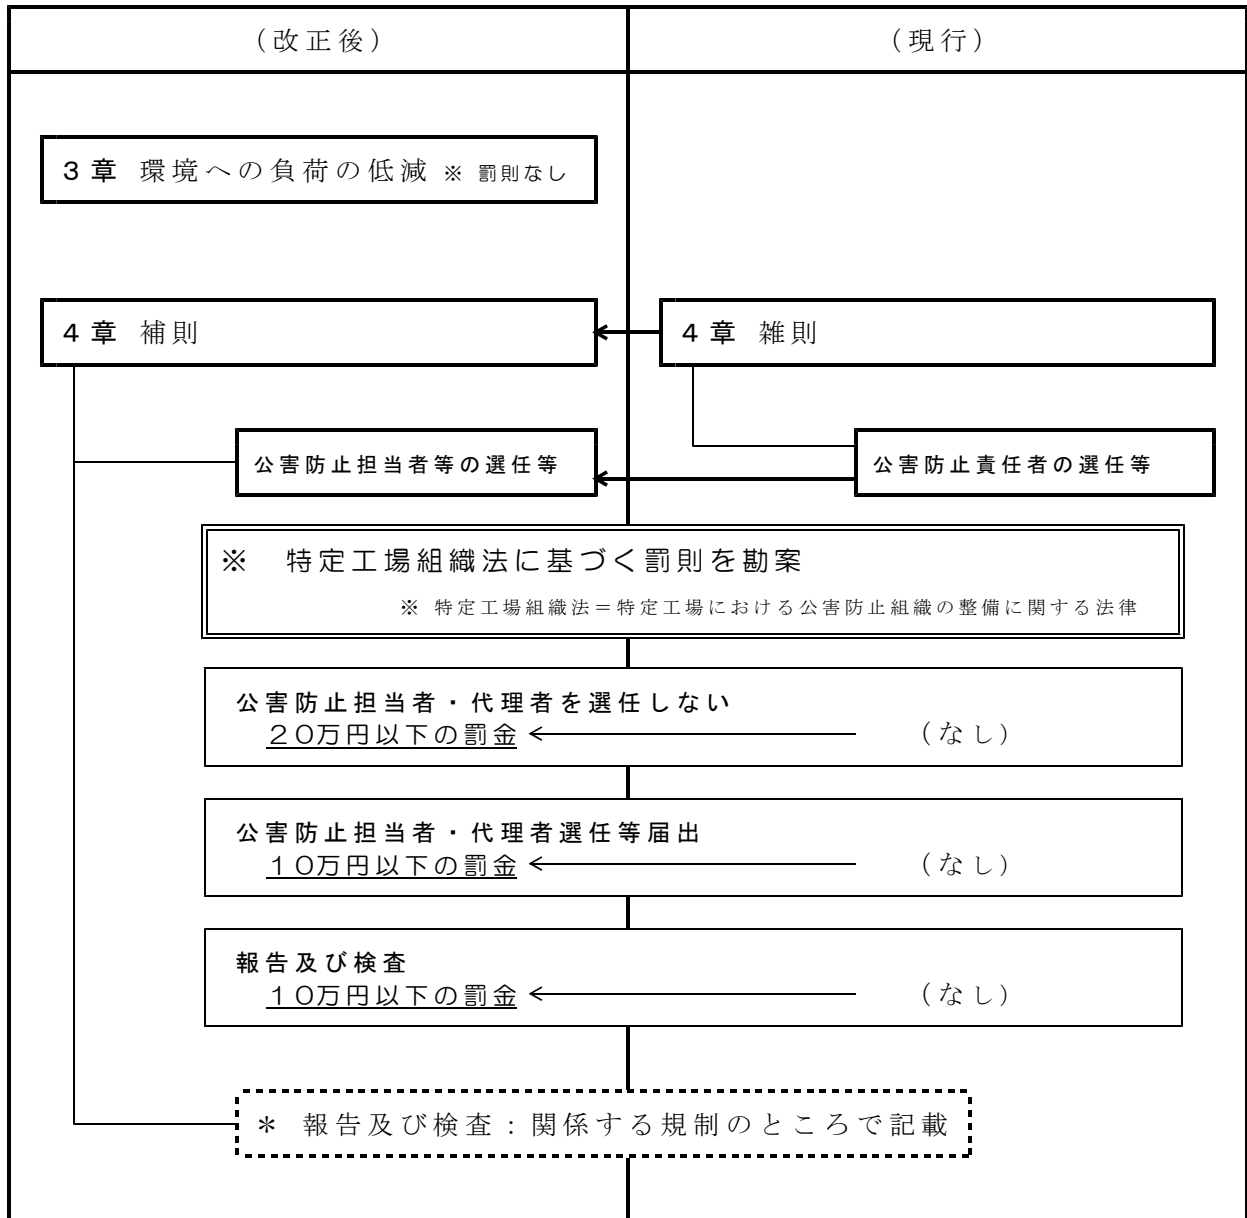 （改正後）
（現行）
３章 環境への負荷の低減 ※ 罰則なし
４章 補則
４章 雑則
公害防止担当者等の選任等
公害防止責任者の選任等
※　特定工場組織法に基づく罰則を勘案
※ 特定工場組織法＝特定工場における公害防止組織の整備に関する法律
公害防止担当者・代理者を選任しない
２０万円以下の罰金
（なし）
公害防止担当者・代理者選任等届出
１０万円以下の罰金
（なし）
報告及び検査
１０万円以下の罰金
（なし）
＊ 報告及び検査：関係する規制のところで記載